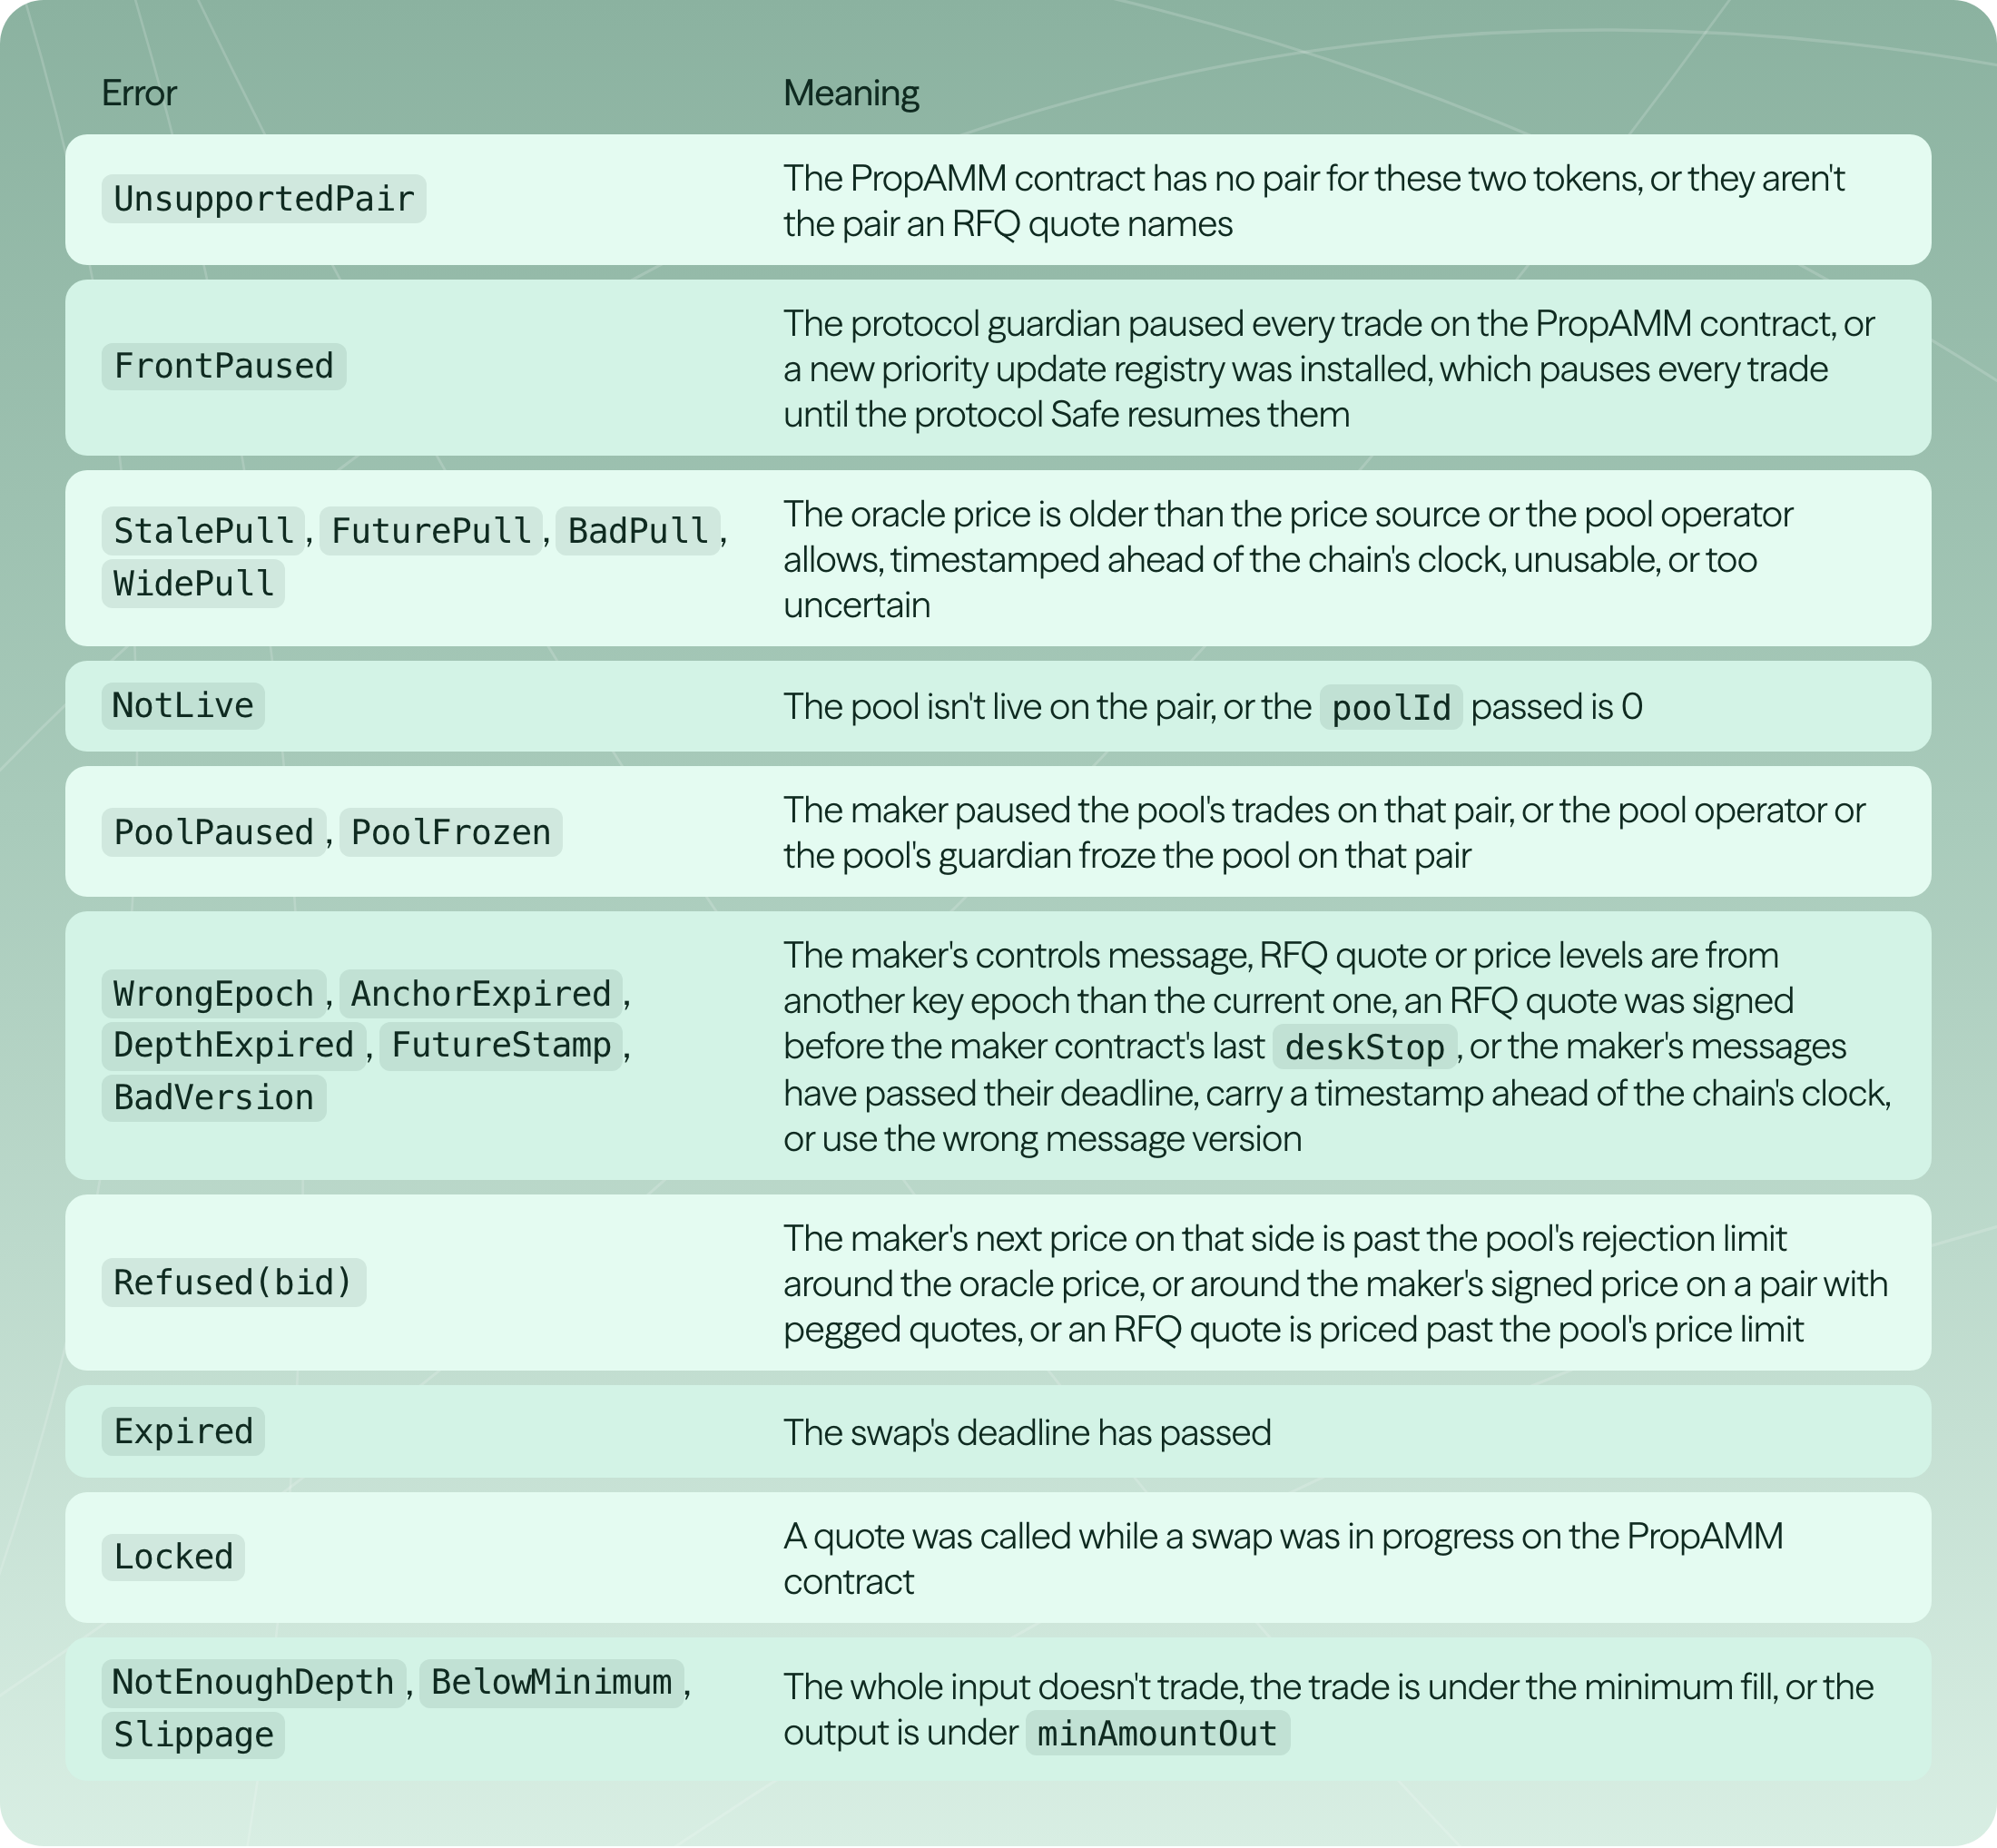 Error
Meaning
UnsupportedPair
The PropAMM contract has no pair for these two tokens, or they aren't
the pair an RFQ quote names
FrontPaused
The protocol guardian paused every trade on the PropAMM contract, or
a new priority update registry was installed, which pauses every trade
until the protocol Safe resumes them
StalePull, FuturePull, BadPull,
WidePull
The oracle price is older than the price source or the pool operator
allows, timestamped ahead of the chain's clock, unusable, or too
uncertain
NotLive
The pool isn't live on the pair, or the poolId passed is 0
PoolPaused, PoolFrozen
The maker paused the pool's trades on that pair, or the pool operator or
the pool's guardian froze the pool on that pair
WrongEpoch, AnchorExpired,
DepthExpired, FutureStamp,
BadVersion
The maker's controls message, RFQ quote or price levels are from
another key epoch than the current one, an RFQ quote was signed
before the maker contract's last deskStop, or the maker's messages
have passed their deadline, carry a timestamp ahead of the chain's clock,
or use the wrong message version
Refused(bid)
The maker's next price on that side is past the pool's rejection limit
around the oracle price, or around the maker's signed price on a pair with
pegged quotes, or an RFQ quote is priced past the pool's price limit
Expired
The swap's deadline has passed
Locked
A quote was called while a swap was in progress on the PropAMM
contract
NotEnoughDepth, BelowMinimum,
Slippage
The whole input doesn't trade, the trade is under the minimum fill, or the
output is under minAmountOut